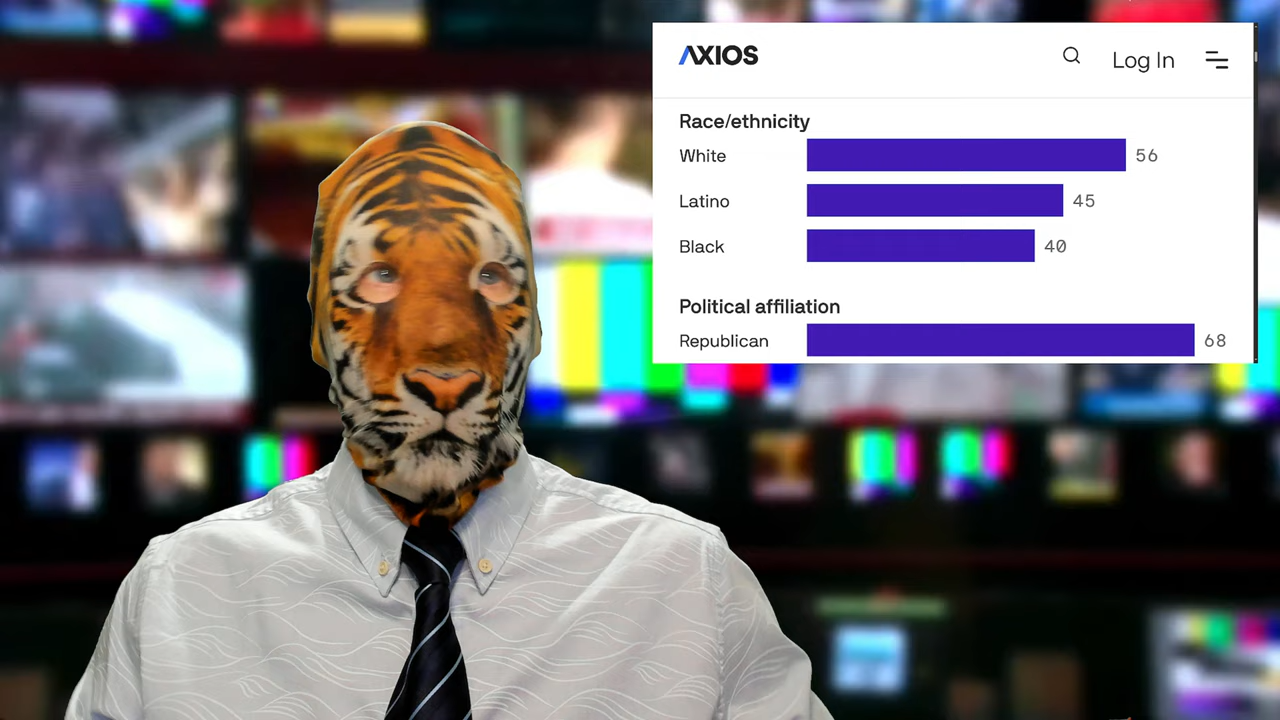 AXIOS
Log In
Race/ethnicity
White 56
Latino 45
Black 40
Political affiliation
Republican 68